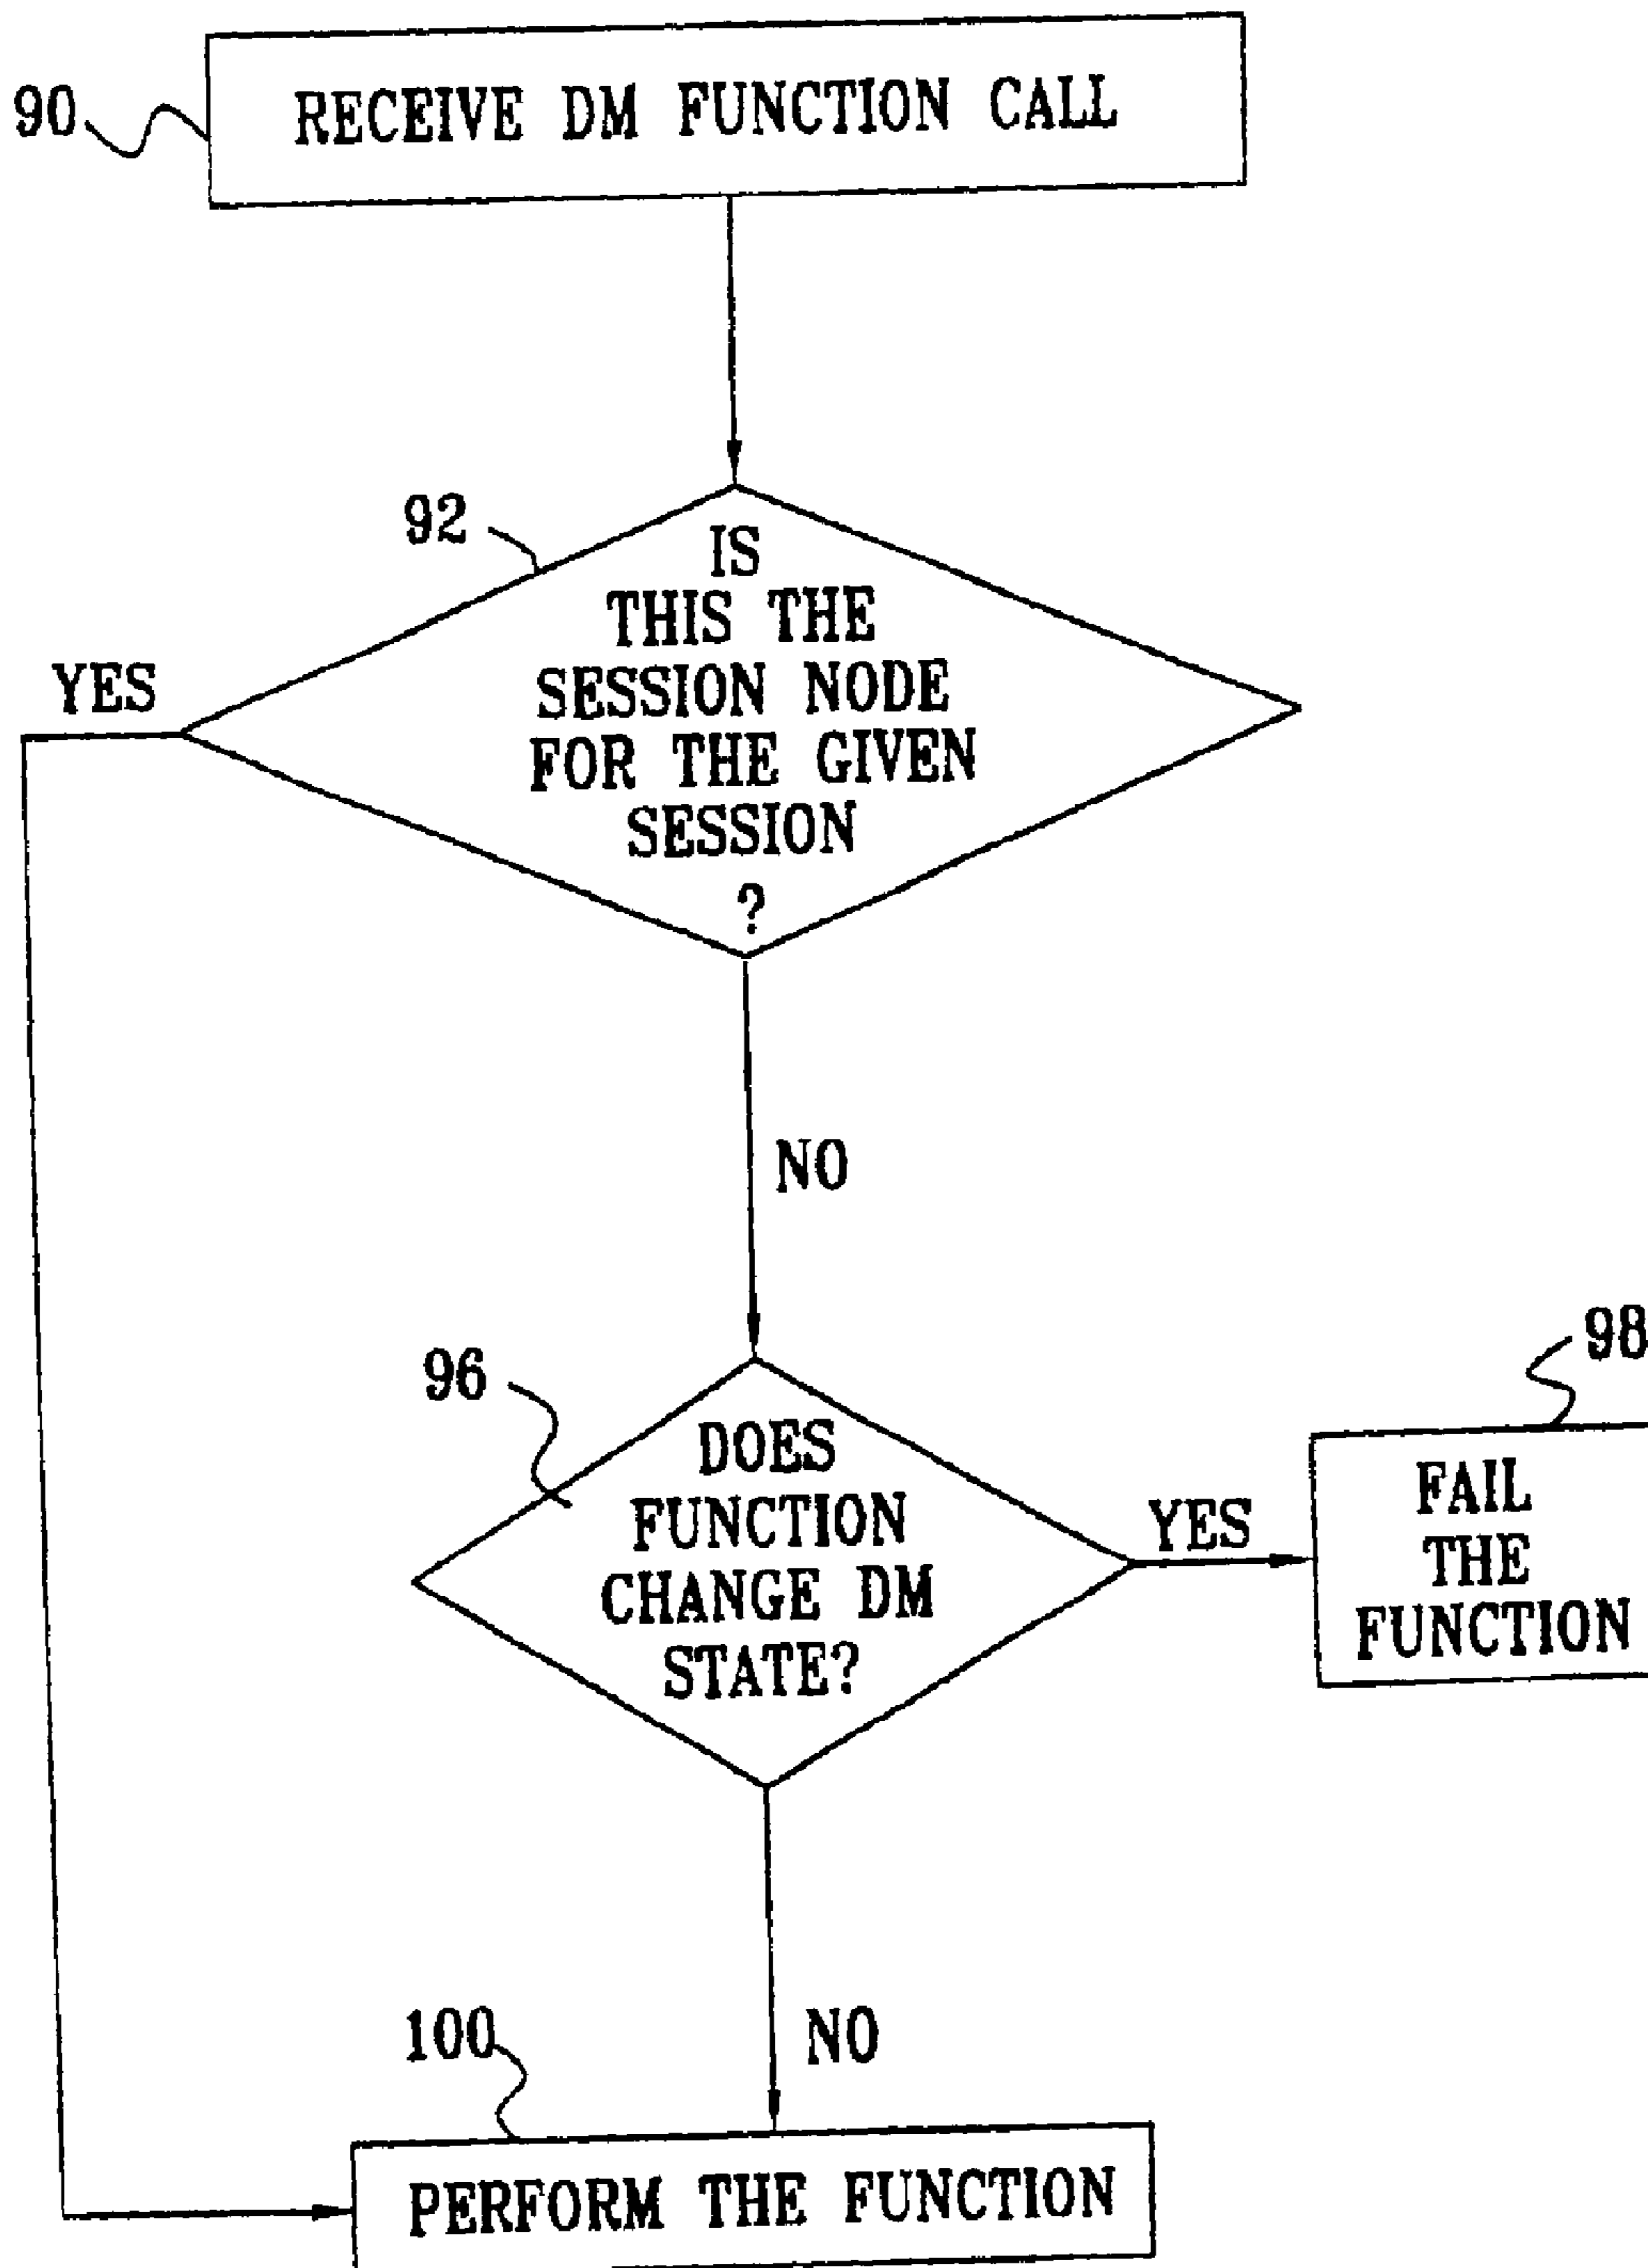 90
RECEIVE DM FUNCTION CALL
92
IS
THIS THE
SESSION NODE
FOR THE GIVEN
SESSION
?
YES
NO
96
DOES
FUNCTION
CHANGE DM
STATE?
YES
98
FAIL
THE
FUNCTION
NO
100
PERFORM THE FUNCTION